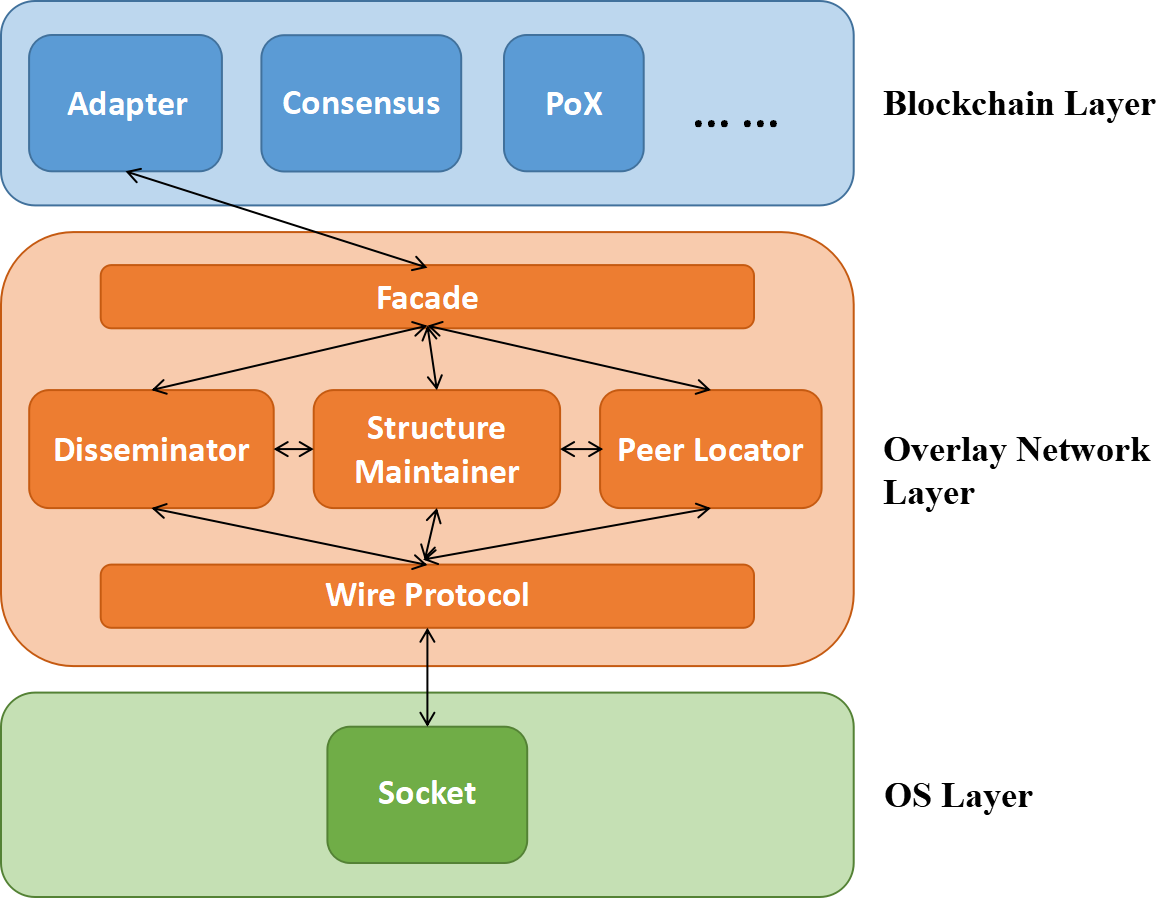 Adapter
Consensus
PoX
... ...
Blockchain Layer
Facade
Disseminator
Structure
Maintainer
Peer Locator
Overlay Network
Layer
Wire Protocol
Socket
OS Layer